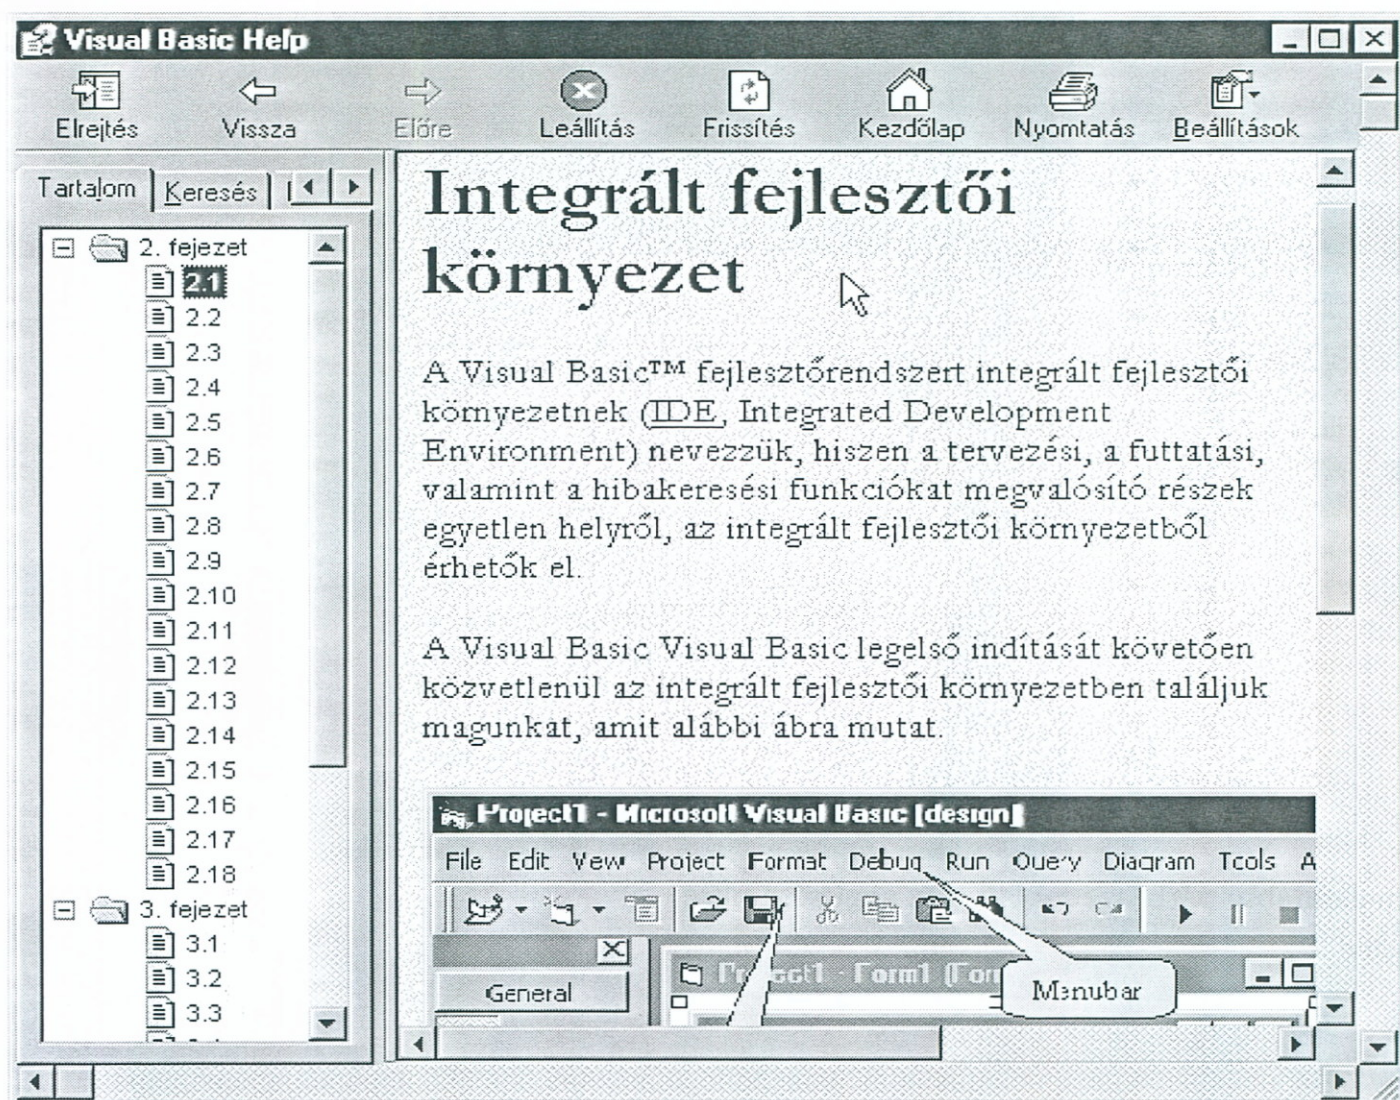 Visual Basic Help
Elrejtés Vissza Előre Leállítás Frissítés Kezdőlap Nyomtatás Beállítások
Tartalom Keresés
2. fejezet
2.1
2.2
2.3
2.4
2.5
2.6
2.7
2.8
2.9
2.10
2.11
2.12
2.13
2.14
2.15
2.16
2.17
2.18
3. fejezet
3.1
3.2
3.3
Integrált fejlesztői
környezet
A Visual Basic™ fejlesztőrendszert integrált fejlesztői
környezetnek (IDE, Integrated Development
Environment) nevezzük, hiszen a tervezési, a futtatási,
valamint a hibakeresési funkciókat megvalósító részek
egyetlen helyről, az integrált fejlesztői környezetből
érhetők el.
A Visual Basic Visual Basic legelső indítását követően
közvetlenül az integrált fejlesztői környezetben találjuk
magunkat, amit alábbi ábra mutat.
Project1 - Microsoft Visual Basic [design]
File Edit View Project Format Debug Run Query Diagram Tools A
General
Project1 - Form1 (For
Menubar